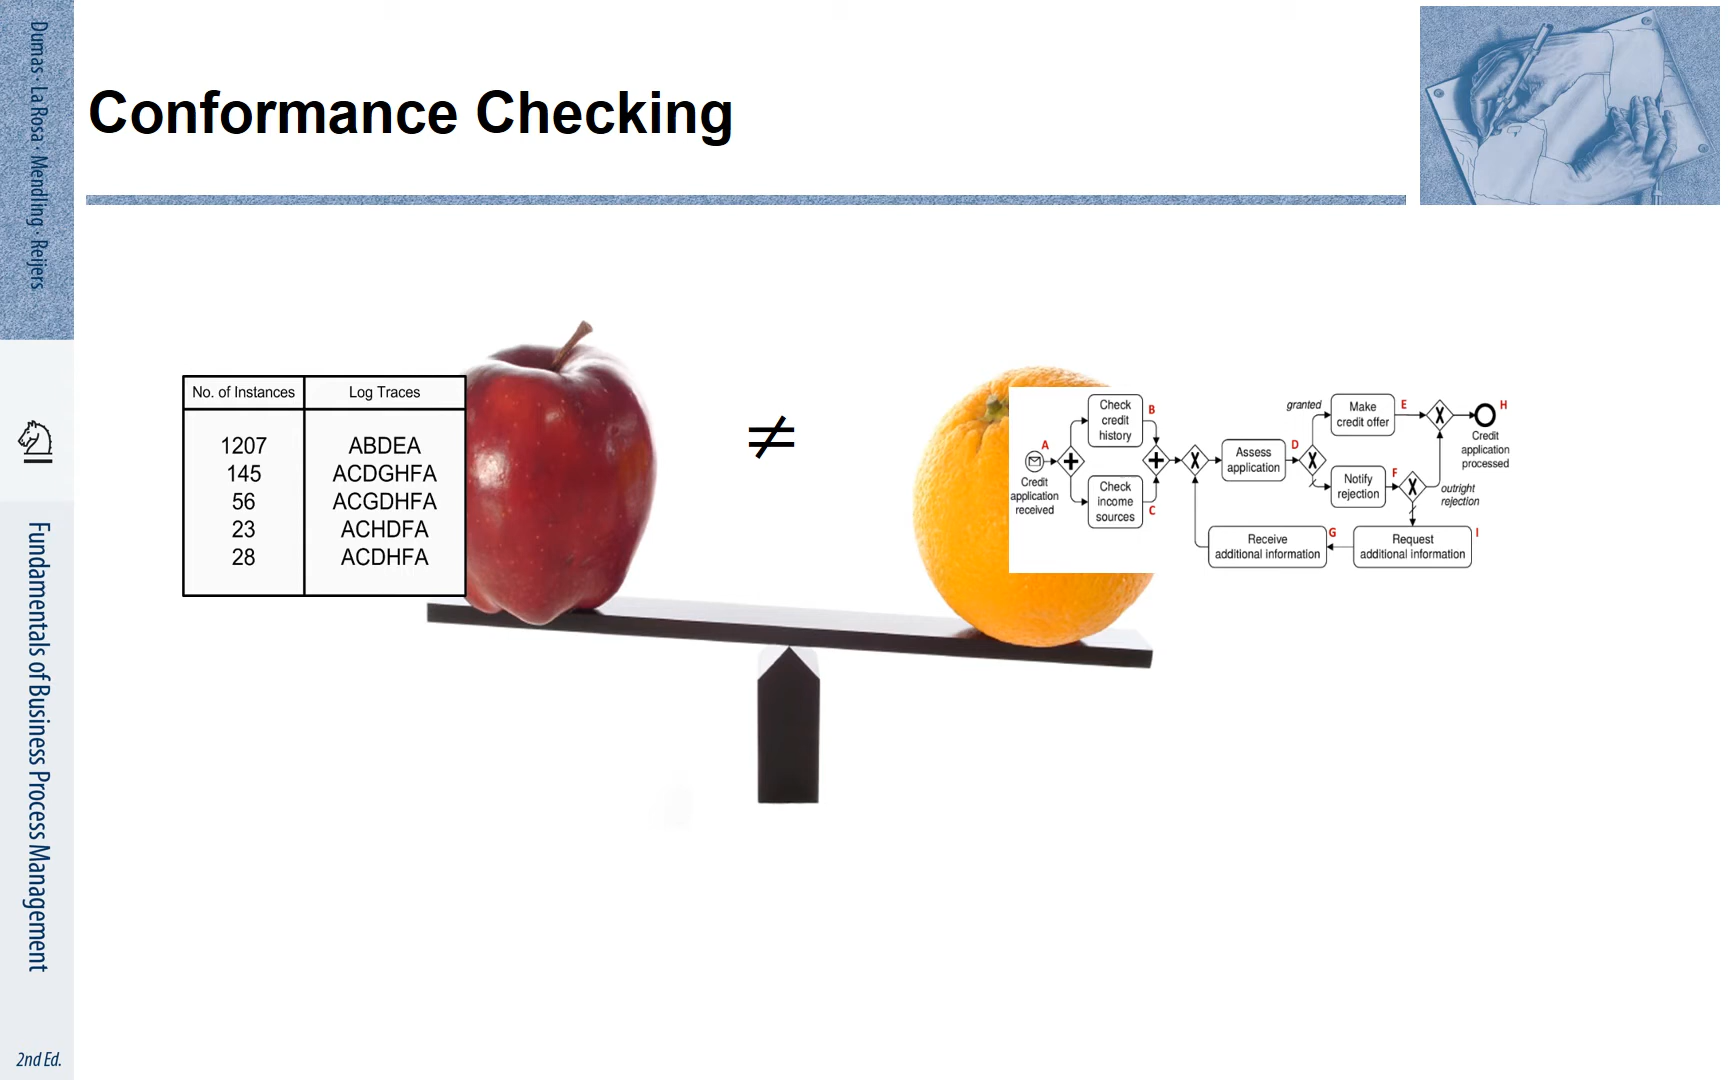 Dumas · La Rosa · Mendling · Reijers
Fundamentals of Business Process Management
2nd Ed.
Conformance Checking
No. of Instances Log Traces
1207 ABDEA
145 ACDGHFA
56 ACGDHFA
23 ACHDFA
28 ACDHFA
≠
A
Credit
application
received
Check
credit
history
B
Check
income
sources
C
X
Assess
application
D
X
granted
Make
credit offer
E
X
H
Credit
application
processed
Notify
rejection
F
X
outright
rejection
Receive
additional information
G
Request
additional information
I